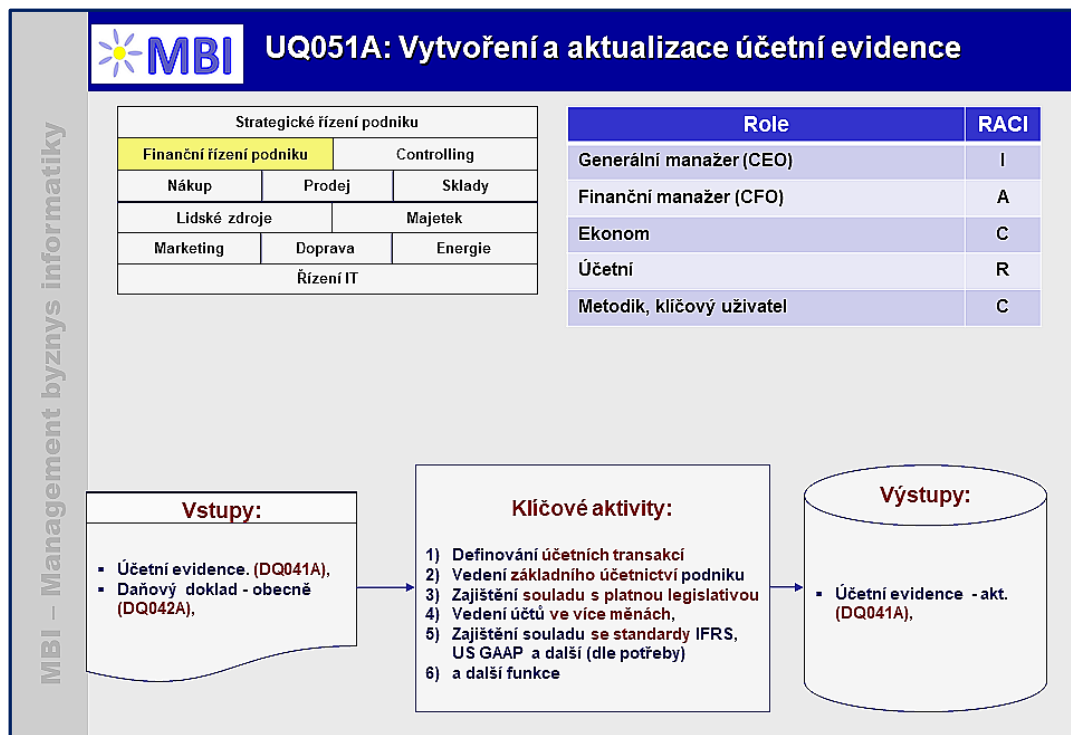 MBI
UQ051A: Vytvoření a aktualizace účetní evidence
MBI – Management byznys informatiky
Strategické řízení podniku
Finanční řízení podniku
Controlling
Nákup
Prodej
Sklady
Lidské zdroje
Majetek
Marketing
Doprava
Energie
Řízení IT
Role RACI
Generální manažer (CEO) I
Finanční manažer (CFO) A
Ekonom C
Účetní R
Metodik, klíčový uživatel C
Vstupy:
▪ Účetní evidence. (DQ041A),
▪ Daňový doklad - obecně
(DQ042A),
Klíčové aktivity:
1) Definování účetních transakcí
2) Vedení základního účetnictví podniku
3) Zajištění souladu s platnou legislativou
4) Vedení účtů ve více měnách,
5) Zajištění souladu se standardy IFRS,
US GAAP a další (dle potřeby)
6) a další funkce
Výstupy:
▪ Účetní evidence - akt.
(DQ041A),